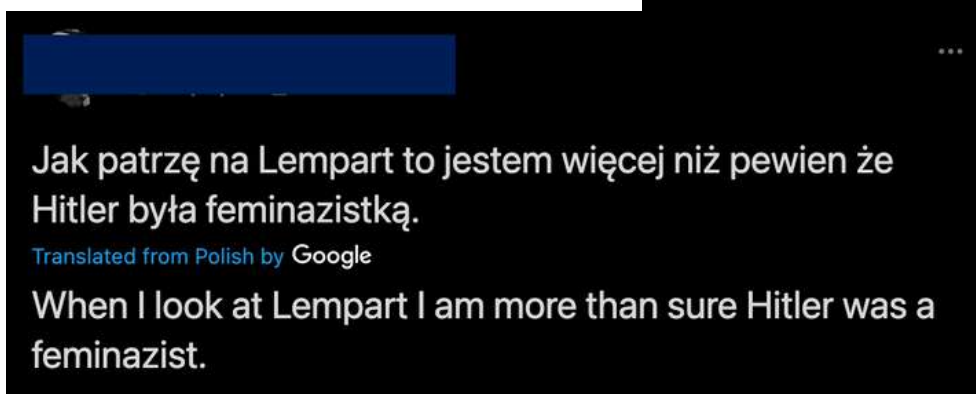 Jak patrzę na Lempart to jestem więcej niż pewien że
Hitler była feminazistką.
Translated from Polish by Google
When I look at Lempart I am more than sure Hitler was a
feminazist.